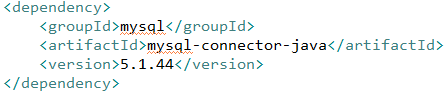 <dependency>
    <groupId>mysql</groupId>
    <artifactId>mysql-connector-java</artifactId>
    <version>5.1.44</version>
</dependency>